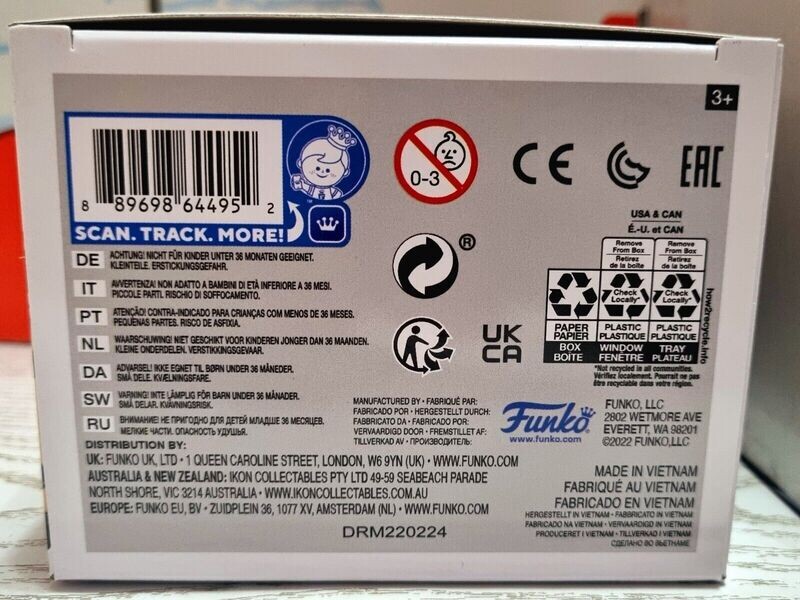 3+
8 89698 64495 2
SCAN. TRACK. MORE!
0-3
CE
EAC
USA & CAN
É.-U. et CAN
Remove From Box
Retirez de la boîte
Remove From Box
Retirez de la boîte
Check Locally*
Check Locally*
PAPER PAPIER
PLASTIC PLASTIQUE
PLASTIC PLASTIQUE
BOX BOÎTE
WINDOW FENÊTRE
TRAY PLATEAU
*Not recycled in all communities.
Vérifiez localement. Pourrait ne pas
être recyclable dans votre région.
how2recycle.info
®
UK
CA
DE ACHTUNG! NICHT FÜR KINDER UNTER 36 MONATEN GEEIGNET.
KLEINTEILE. ERSTICKUNGSGEFAHR.
IT AVVERTENZA! NON ADATTO A BAMBINI DI ETÀ INFERIORE A 36 MESI.
PICCOLE PARTI. RISCHIO DI SOFFOCAMENTO.
PT ATENÇÃO! CONTRA-INDICADO PARA CRIANÇAS COM MENOS DE 36 MESES.
PEQUENAS PARTES. RISCO DE ASFIXIA.
NL WAARSCHUWING! NIET GESCHIKT VOOR KINDEREN JONGER DAN 36 MAANDEN.
KLEINE ONDERDELEN. VERSTIKKINGSGEVAAR.
DA ADVARSEL! IKKE EGNET TIL BØRN UNDER 36 MÅNEDER.
SMÅ DELE. KVÆLNINGSFARE.
SW VARNING! INTE LÄMPLIG FÖR BARN UNDER 36 MÅNADER.
SMÅ DELAR. KVÄVNINGSRISK.
RU ВНИМАНИЕ! НЕ ПРИГОДНО ДЛЯ ДЕТЕЙ МЛАДШЕ 36 МЕСЯЦЕВ.
МЕЛКИЕ ЧАСТИ. ОПАСНОСТЬ УДУШЬЯ.
MANUFACTURED BY • FABRIQUÉ PAR:
FABRICADO POR • HERGESTELLT DURCH:
FABBRICATO DA • FABRICADO POR:
VERVAARDIGD DOOR • FREMSTILLET AF:
TILLVERKAD AV • ПРОИЗВОДИТЕЛЬ:
Funko
www.funko.com
FUNKO, LLC
2802 WETMORE AVE
EVERETT, WA 98201
©2022 FUNKO,LLC
DISTRIBUTION BY:
UK: FUNKO UK, LTD • 1 QUEEN CAROLINE STREET, LONDON, W6 9YN (UK) • WWW.FUNKO.COM
AUSTRALIA & NEW ZEALAND: IKON COLLECTABLES PTY LTD 49-59 SEABEACH PARADE
NORTH SHORE, VIC 3214 AUSTRALIA • WWW.IKONCOLLECTABLES.COM.AU
EUROPE: FUNKO EU, BV • ZUIDPLEIN 36, 1077 XV, AMSTERDAM (NL) • WWW.FUNKO.COM
DRM220224
MADE IN VIETNAM
FABRIQUÉ AU VIETNAM
FABRICADO EN VIETNAM
HERGESTELLT IN VIETNAM • FABBRICATO IN VIETNAM
FABRICADO NA VIETNAM • VERVAARDIGD IN VIETNAM
PRODUCERET I VIETNAM • TILLVERKAD I VIETNAM
СДЕЛАНО ВО ВЬЕТНАМЕ